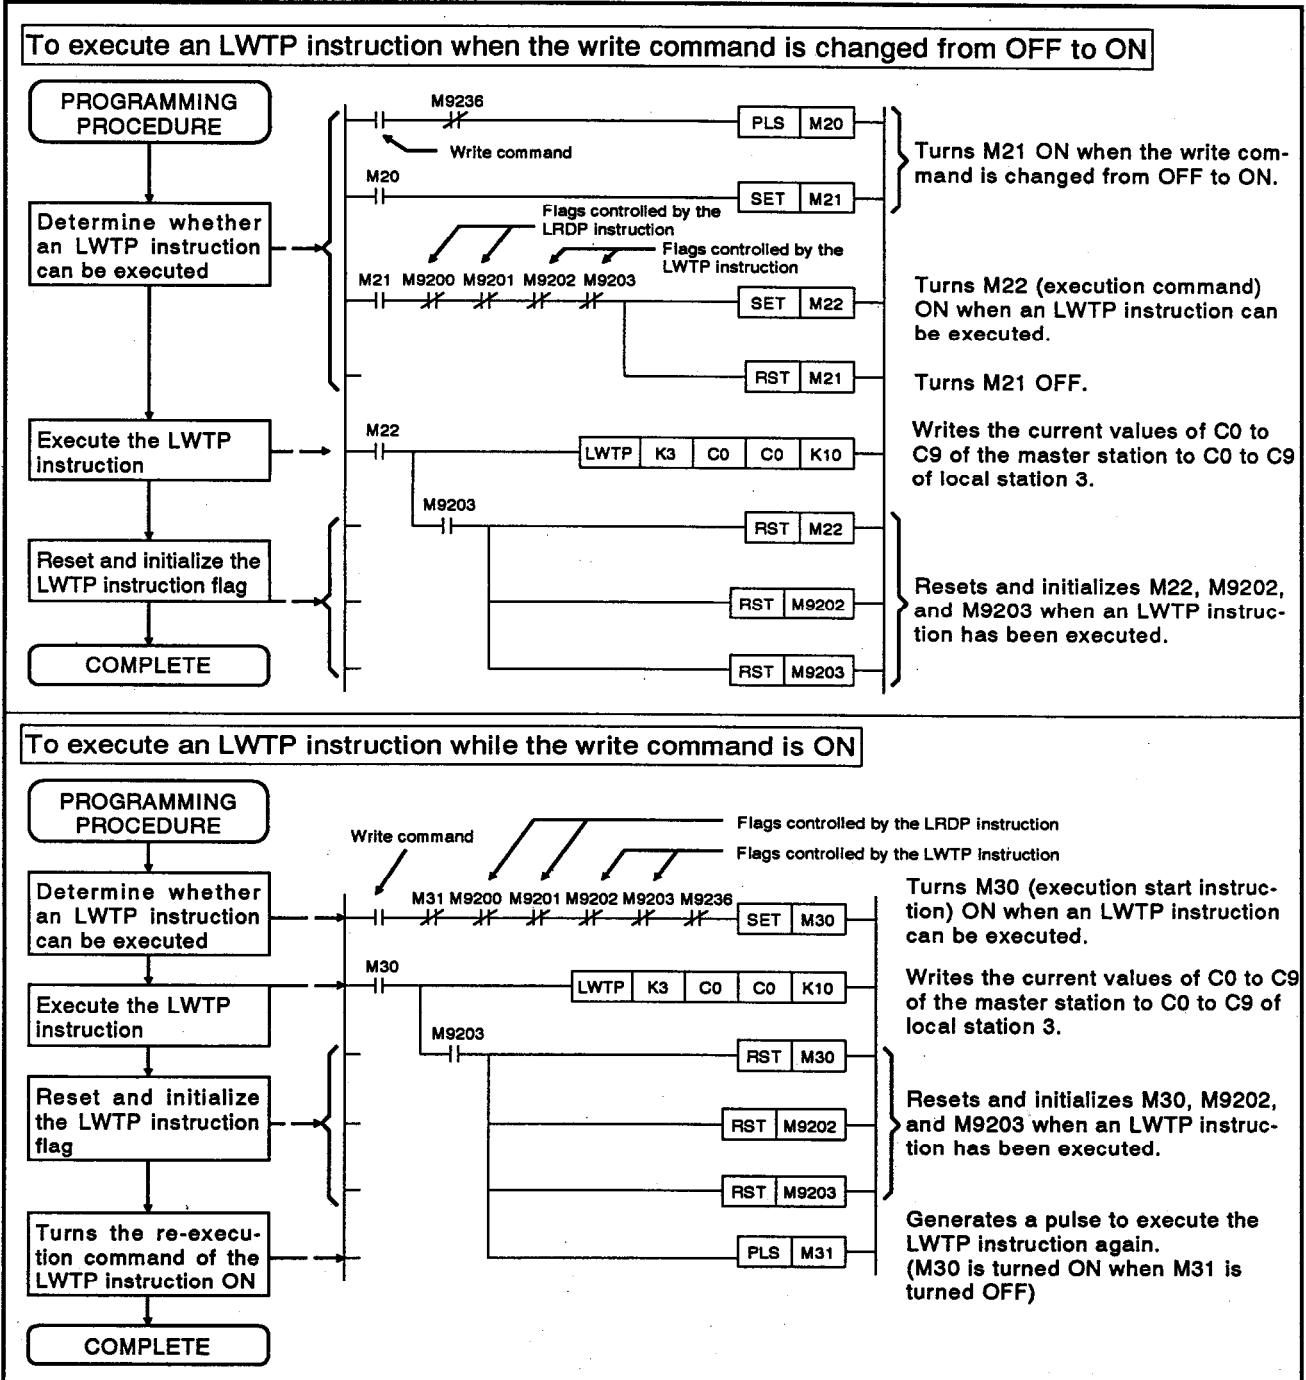 To execute an LWTP instruction when the write command is changed from OFF to ON
PROGRAMMING
PROCEDURE
Determine whether
an LWTP instruction
can be executed
Execute the LWTP
instruction
Reset and initialize the
LWTP instruction flag
COMPLETE
M9236
PLS M20
Write command
M20
SET M21
Flags controlled by the
LRDP instruction
Flags controlled by the
LWTP instruction
M21 M9200 M9201 M9202 M9203
SET M22
RST M21
M22
LWTP K3 C0 C0 K10
M9203
RST M22
RST M9202
RST M9203
Turns M21 ON when the write com-
mand is changed from OFF to ON.
Turns M22 (execution command)
ON when an LWTP instruction can
be executed.
Turns M21 OFF.
Writes the current values of C0 to
C9 of the master station to C0 to C9
of local station 3.
Resets and initializes M22, M9202,
and M9203 when an LWTP instruc-
tion has been executed.
To execute an LWTP instruction while the write command is ON
PROGRAMMING
PROCEDURE
Determine whether
an LWTP instruction
can be executed
Execute the LWTP
instruction
Reset and initialize
the LWTP instruction
flag
Turns the re-execu-
tion command of the
LWTP instruction ON
COMPLETE
Write command
Flags controlled by the LRDP instruction
Flags controlled by the LWTP instruction
M31 M9200 M9201 M9202 M9203 M9236
SET M30
M30
LWTP K3 C0 C0 K10
M9203
RST M30
RST M9202
RST M9203
PLS M31
Turns M30 (execution start instruc-
tion) ON when an LWTP instruction
can be executed.
Writes the current values of C0 to C9
of the master station to C0 to C9 of
local station 3.
Resets and initializes M30, M9202,
and M9203 when an LWTP instruc-
tion has been executed.
Generates a pulse to execute the
LWTP instruction again.
(M30 is turned ON when M31 is
turned OFF)